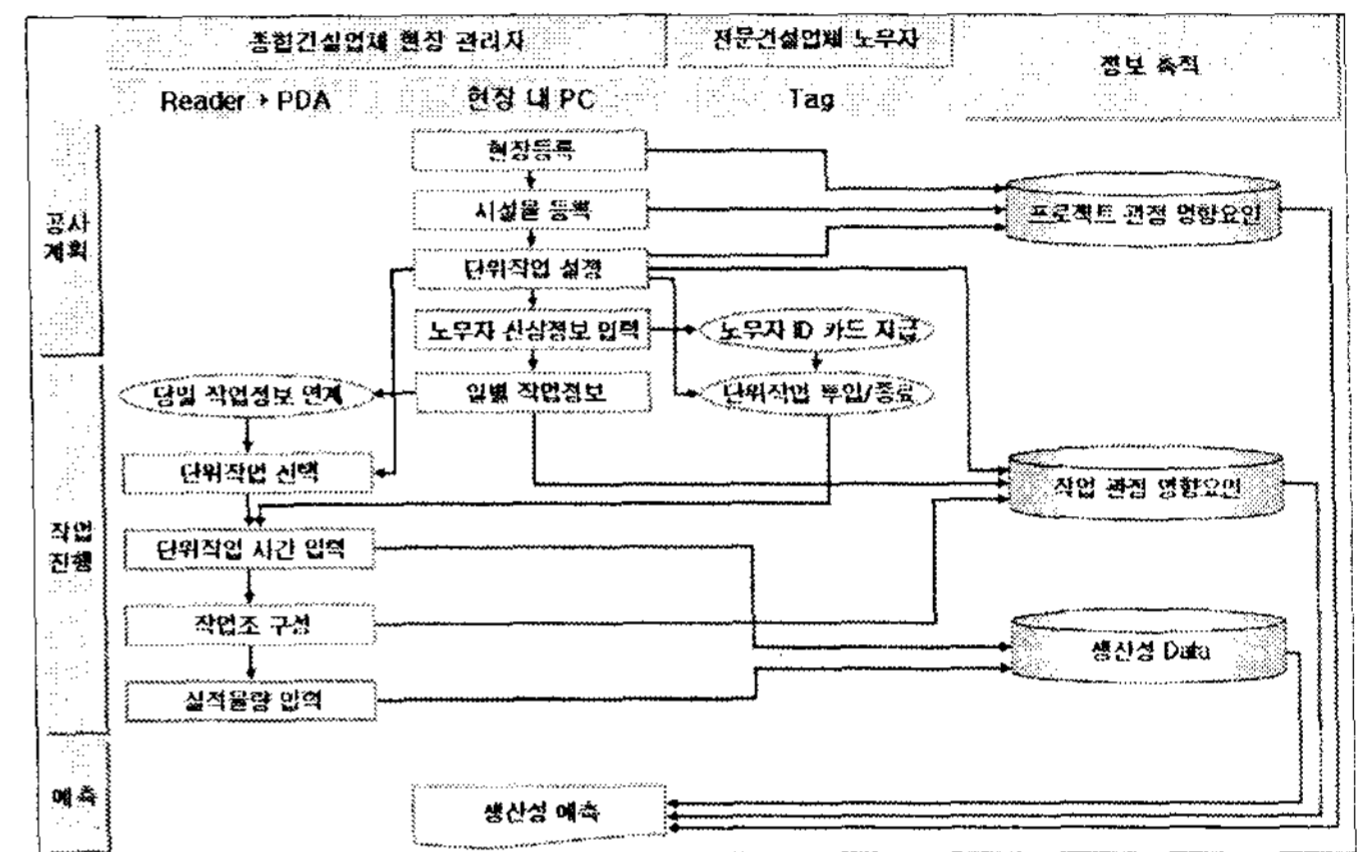 종합건설업체 현장 관리자
전문건설업체 노무자
정보 축적
Reader → PDA
현장 내 PC
Tag
공사
계획
현장등록
시설물 등록
프로젝트 관점 영향요인
단위작업 설정
노무자 신상정보 입력
노무자 ID 카드 지급
작업
진행
당일 작업정보 연계
일별 작업정보
단위작업 투입/종료
단위작업 선택
작업 관점 영향요인
단위작업 시간 입력
작업조 구성
생산성 Data
실적물량 입력
예측
생산성 예측